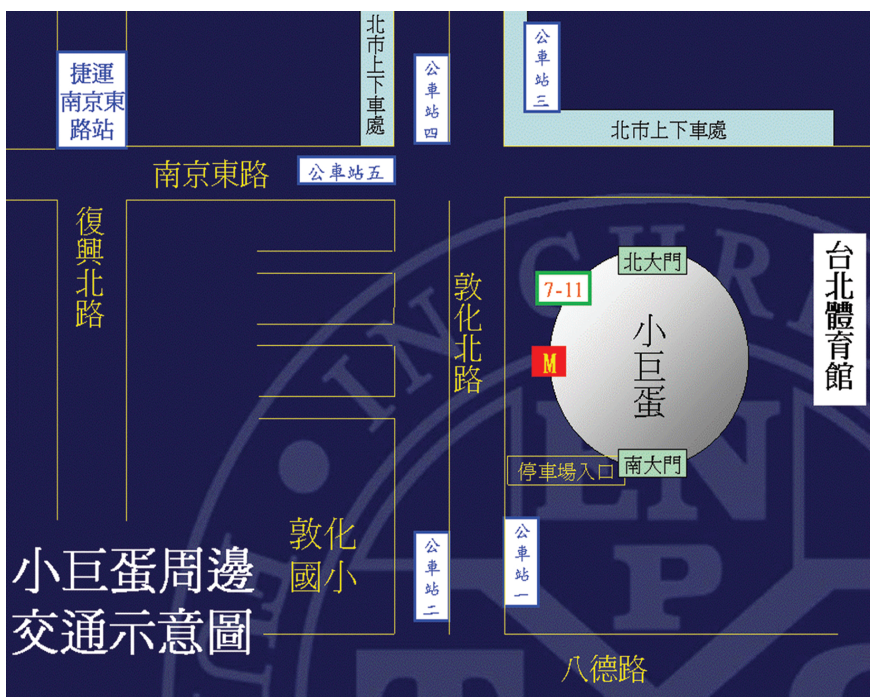 北市上下車處
公車站四
公車站三
捷運
南京東
路站
北市上下車處
南京東路
公車站五
復興北路
敦化北路
北大門
7-11
小巨蛋
M
台北體育館
停車場入口
南大門
公車站二
公車站一
敦化
國小
小巨蛋周邊
交通示意圖
八德路
IN CHRI
EN
P